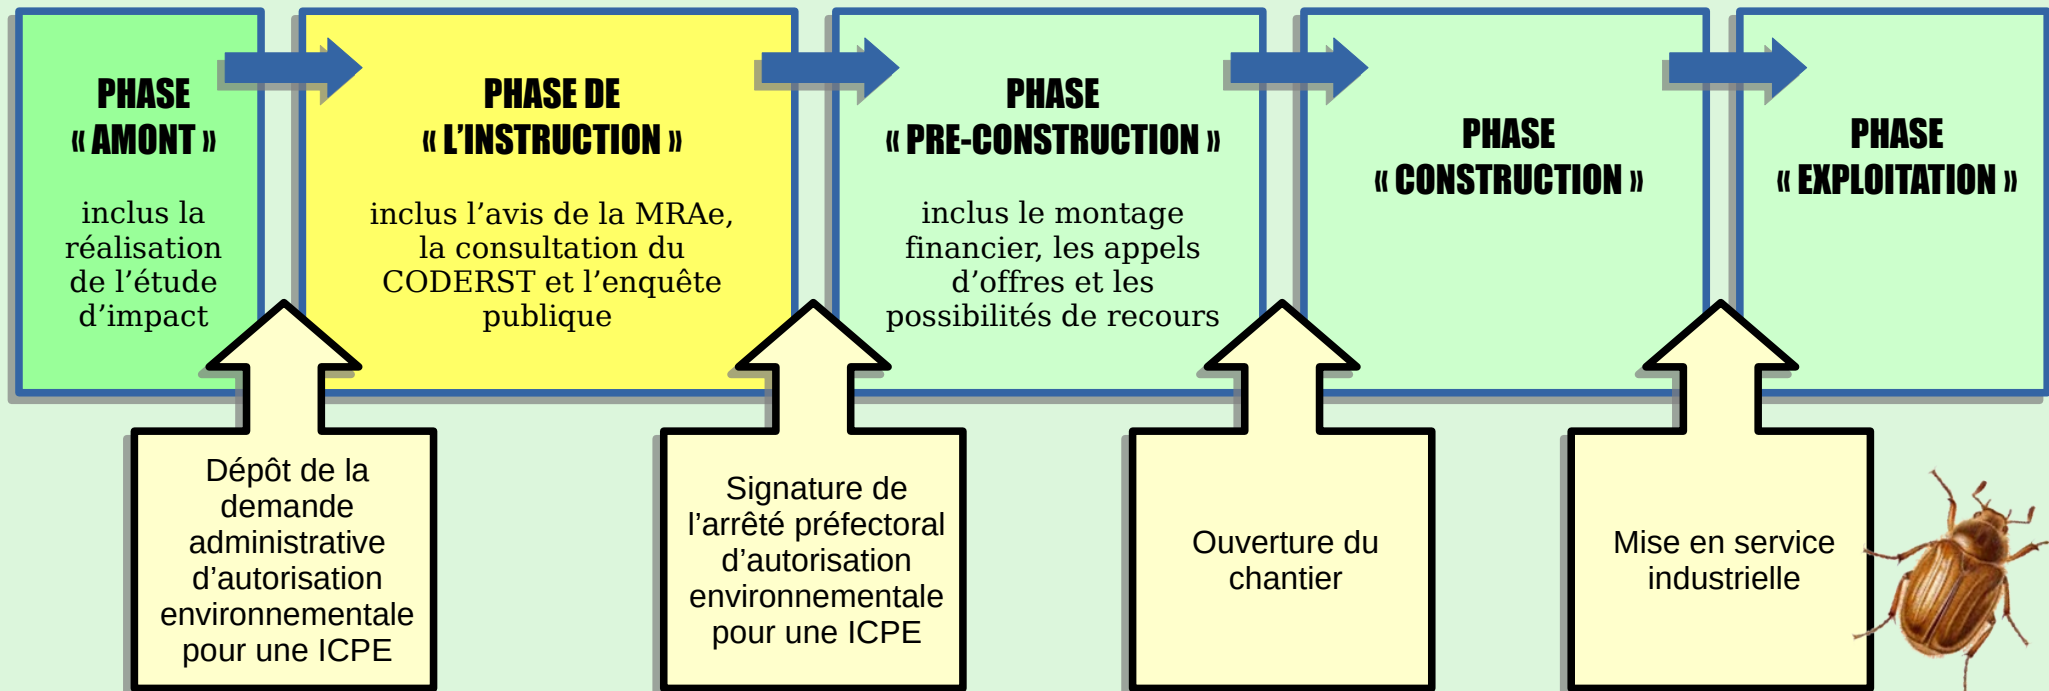 PHASE
« AMONT »
inclus la
réalisation
de l’étude
d’impact
PHASE DE
« L’INSTRUCTION »
inclus l’avis de la MRAe,
la consultation du
CODERST et l’enquête
publique
PHASE
« PRE-CONSTRUCTION »
inclus le montage
financier, les appels
d’offres et les
possibilités de recours
PHASE
« CONSTRUCTION »
PHASE
« EXPLOITATION »
Dépôt de la
demande
administrative
d’autorisation
environnementale
pour une ICPE
Signature de
l’arrêté préfectoral
d’autorisation
environnementale
pour une ICPE
Ouverture du
chantier
Mise en service
industrielle